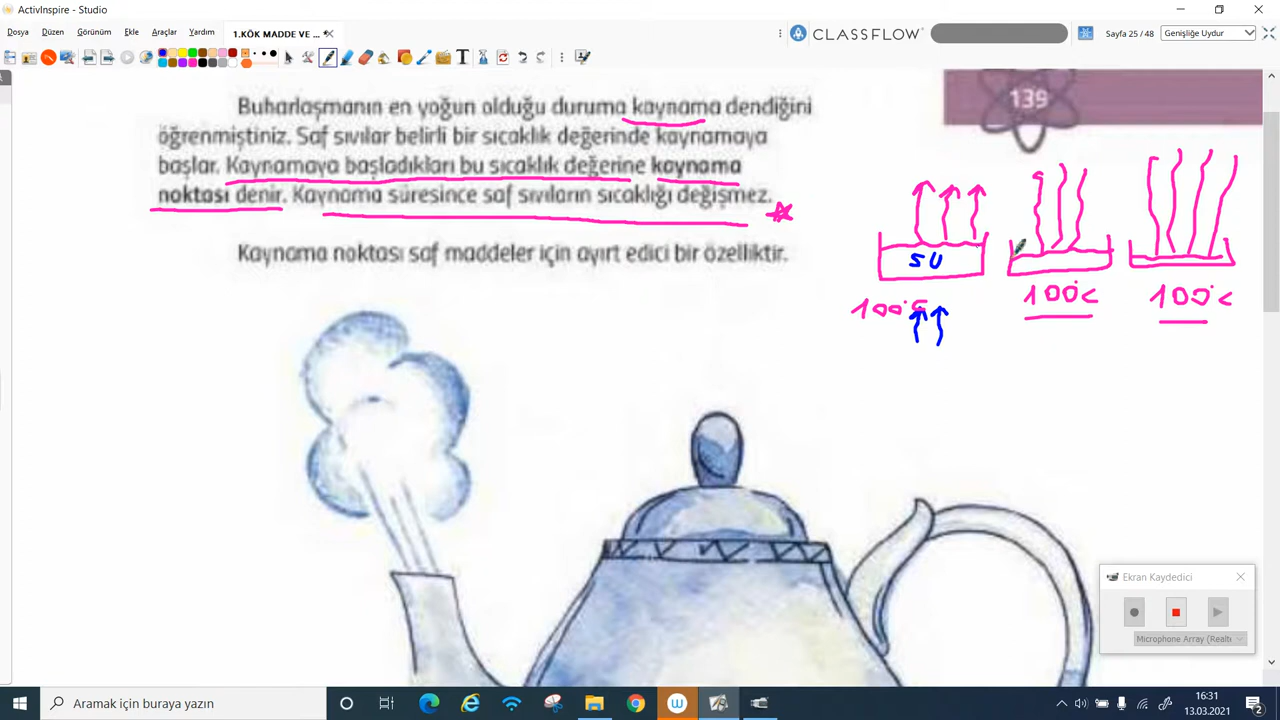 ActivInspire - Studio
Dosya Düzen Görünüm Ekle Araçlar Yardım
1.KÖK MADDE VE ...
CLASSFLOW
Sayfa 25 / 48
Genişliğe Uydur
139
Buharlaşmanın en yoğun olduğu duruma kaynama dendiğini
öğrenmiştiniz. Saf sıvılar belirli bir sıcaklık değerinde kaynamaya
başlar. Kaynamaya başladıkları bu sıcaklık değerine kaynama
noktası denir. Kaynama süresince saf sıvıların sıcaklığı değişmez.
Kaynama noktası saf maddeler için ayırt edici bir özelliktir.
SU
100°C
100°C
100°C
Ekran Kaydedici
Microphone Array (Realte
Aramak için buraya yazın
16:31
13.03.2021
2